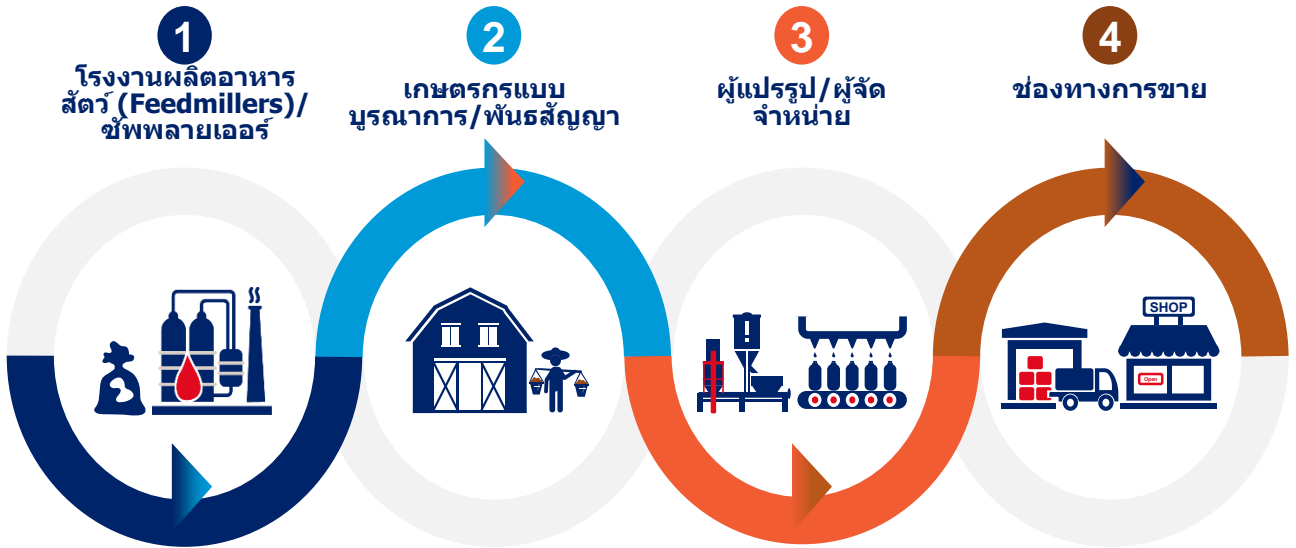 1
โรงงานผลิตอาหาร
สัตว์ (Feedmillers)/
ซัพพลายเออร์
2
เกษตรกรแบบ
บูรณาการ/พันธสัญญา
3
ผู้แปรรูป/ผู้จัด
จำหน่าย
4
ช่องทางการขาย
SHOP
Open